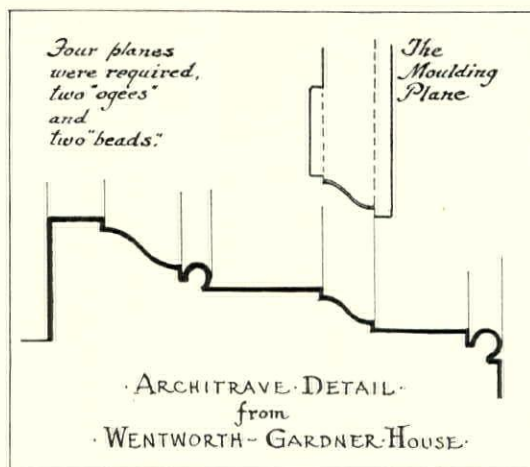 Four planes
were required,
two "ogees"
and
two "beads."
The
Moulding
Plane
· ARCHITRAVE · DETAIL ·
from
· WENTWORTH - GARDNER · HOUSE ·